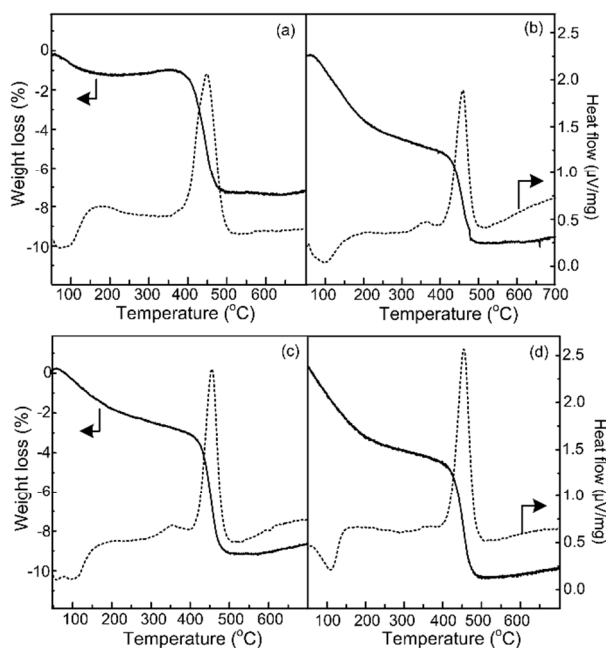 (a)
(b)
0
-2
-4
-6
-8
-10
Weight loss (%)
2.5
2.0
1.5
1.0
0.5
0.0
Heat flow (µV/mg)
100 200 300 400 500 600
100 200 300 400 500 600 700
Temperature (°C)
Temperature (°C)
(c)
(d)
0
-2
-4
-6
-8
-10
Weight loss (%)
2.5
2.0
1.5
1.0
0.5
0.0
Heat flow (µV/mg)
100 200 300 400 500 600
100 200 300 400 500 600 700
Temperature (°C)
Temperature (°C)